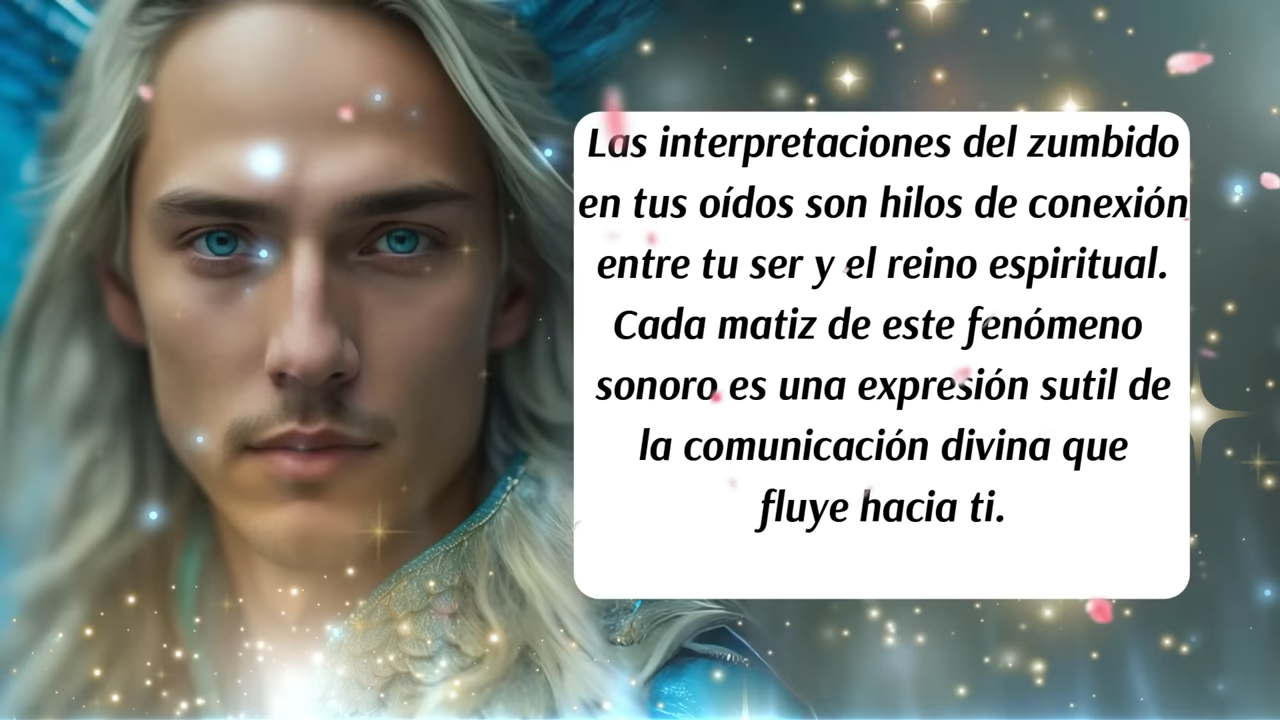 Las interpretaciones del zumbido
en tus oídos son hilos de conexión
entre tu ser y el reino espiritual.
Cada matiz de este fenómeno
sonoro es una expresión sutil de
la comunicación divina que
fluye hacia ti.